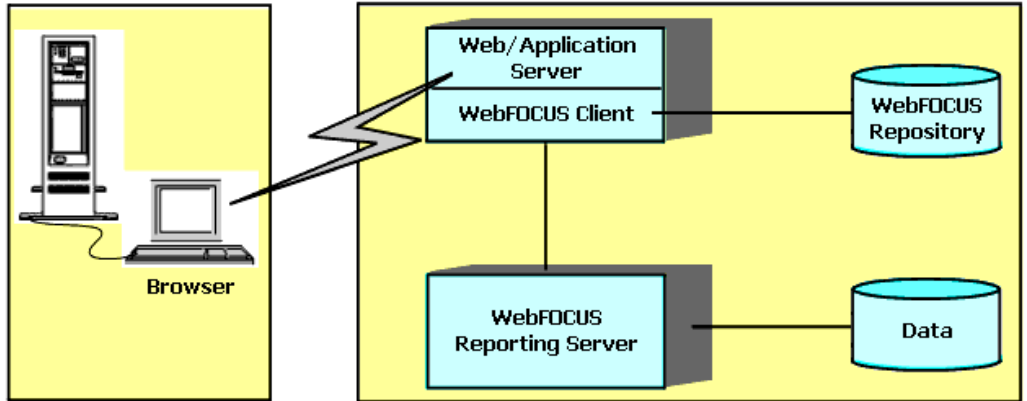 Web/Application
Server
WebFOCUS Client
WebFOCUS
Repository
Browser
WebFOCUS
Reporting Server
Data